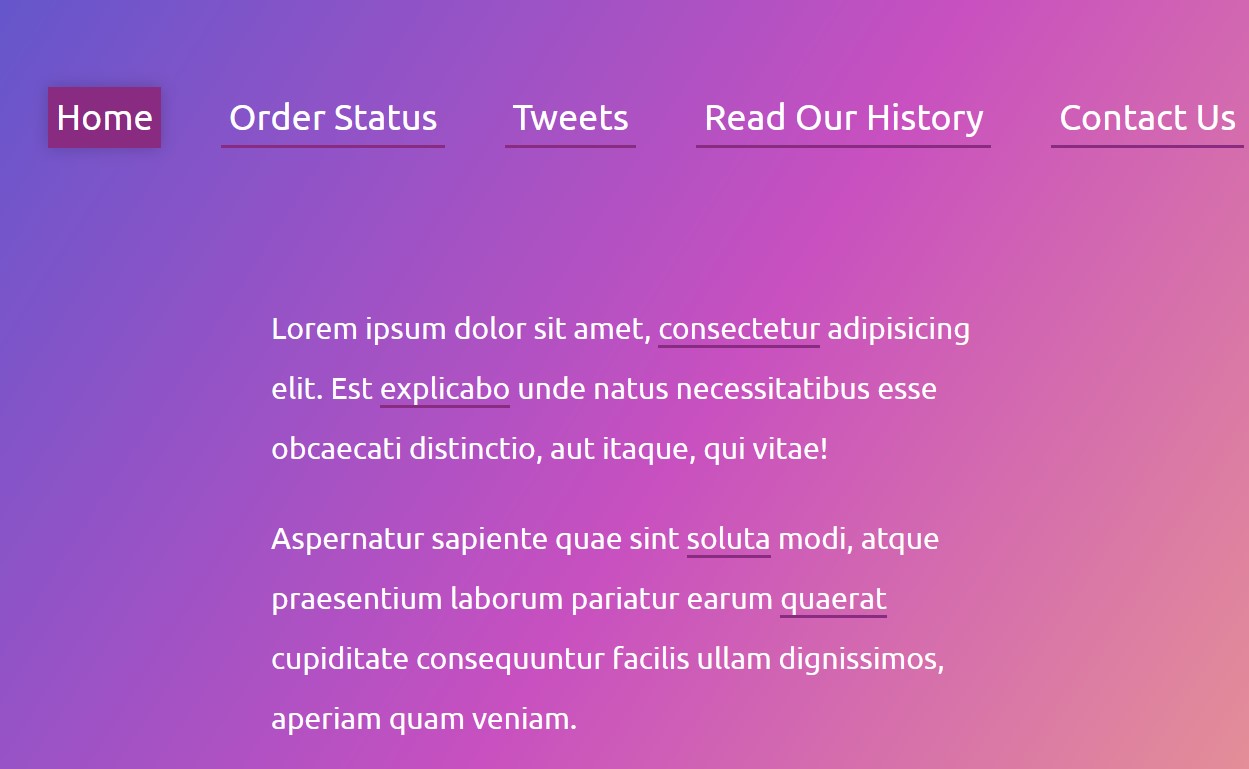 Home Order Status Tweets Read Our History Contact Us
Lorem ipsum dolor sit amet, consectetur adipisicing
elit. Est explicabo unde natus necessitatibus esse
obcaecati distinctio, aut itaque, qui vitae!
Aspernatur sapiente quae sint soluta modi, atque
praesentium laborum pariatur earum quaerat
cupiditate consequuntur facilis ullam dignissimos,
aperiam quam veniam.